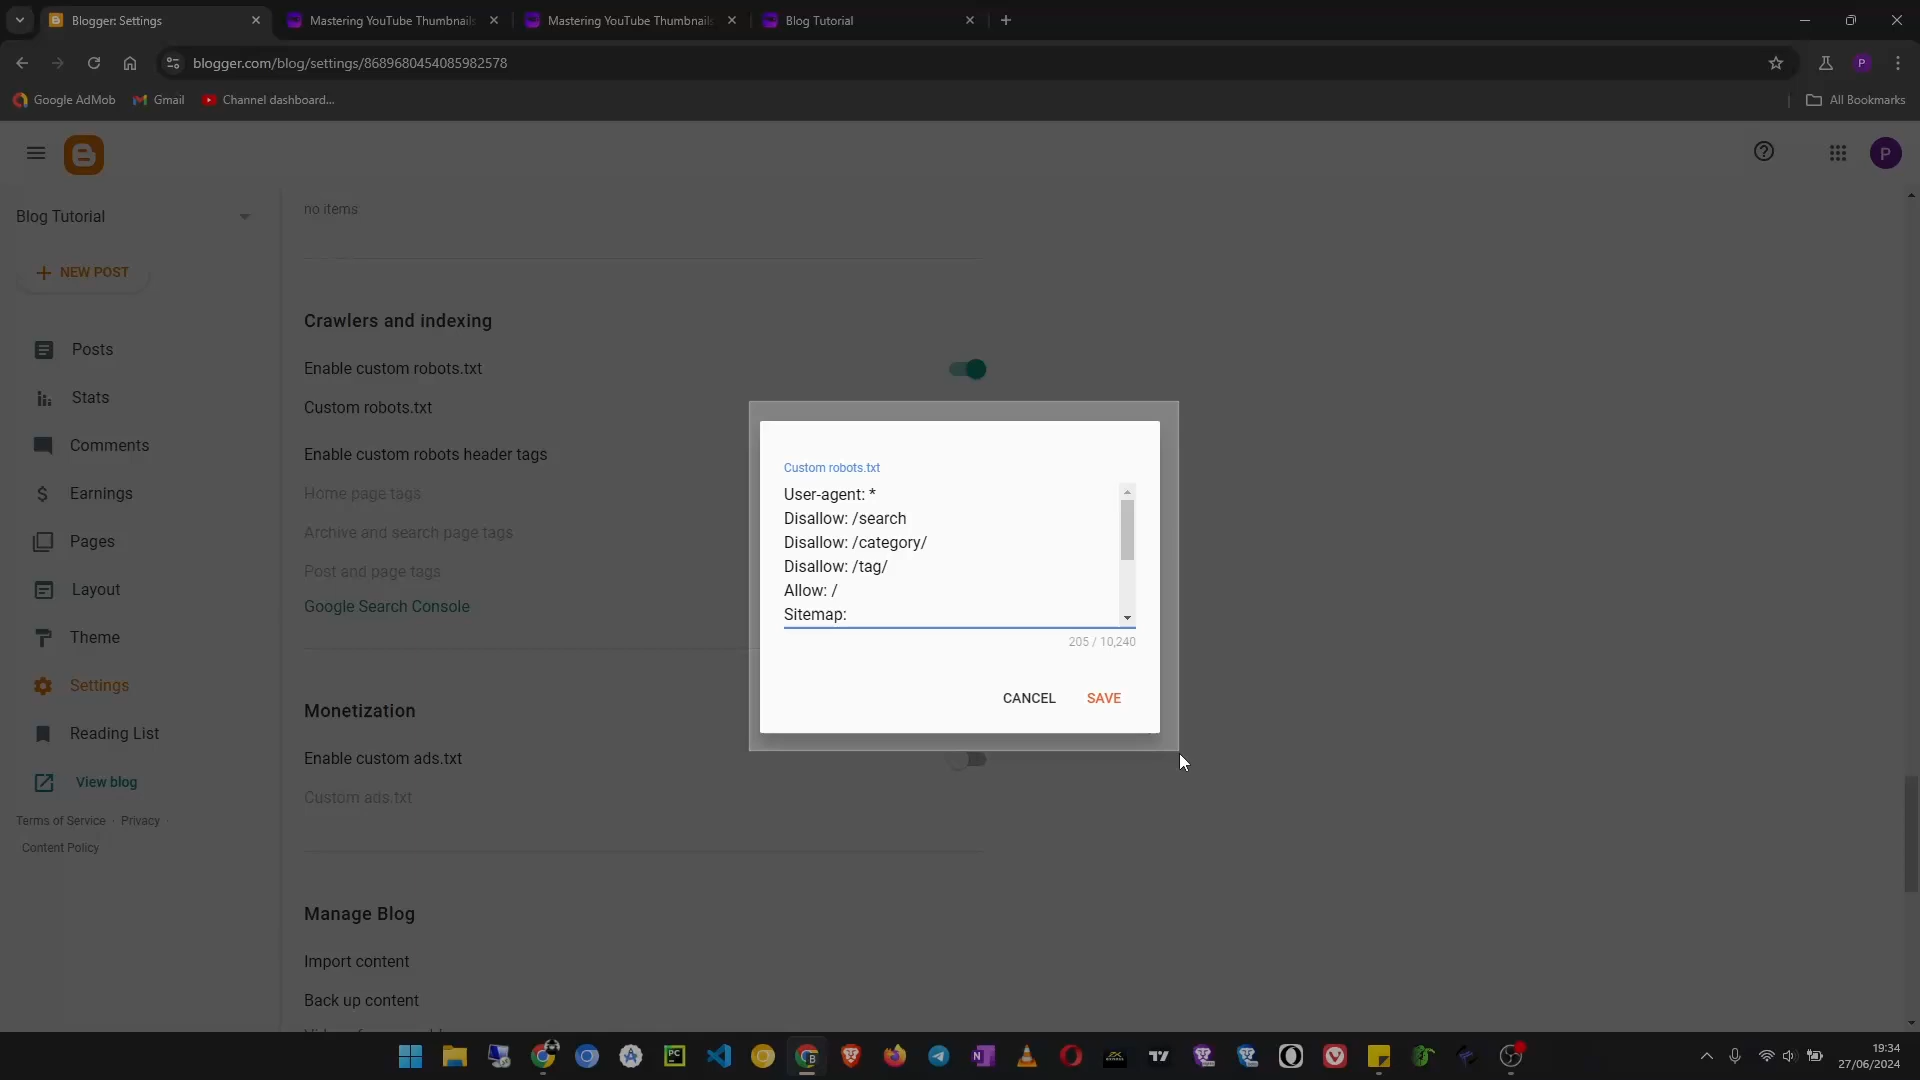 Blogger: Settings
Mastering YouTube Thumbnails
Mastering YouTube Thumbnails
Blog Tutorial
blogger.com/blog/settings/8689680454085982578
P
Google AdMob
Gmail
Channel dashboard...
All Bookmarks
P
Blog Tutorial
no items
NEW POST
Crawlers and indexing
Posts
Enable custom robots.txt
Stats
Custom robots.txt
Comments
Enable custom robots header tags
Earnings
Home page tags
Archive and search page tags
Pages
Post and page tags
Layout
Google Search Console
Theme
Settings
Monetization
Reading List
Enable custom ads.txt
View blog
Custom ads.txt
Terms of Service · Privacy ·
Content Policy
Manage Blog
Import content
Back up content
Custom robots.txt
User-agent: *
Disallow: /search
Disallow: /category/
Disallow: /tag/
Allow: /
Sitemap:
205 / 10,240
CANCEL
SAVE
19:34
27/06/2024